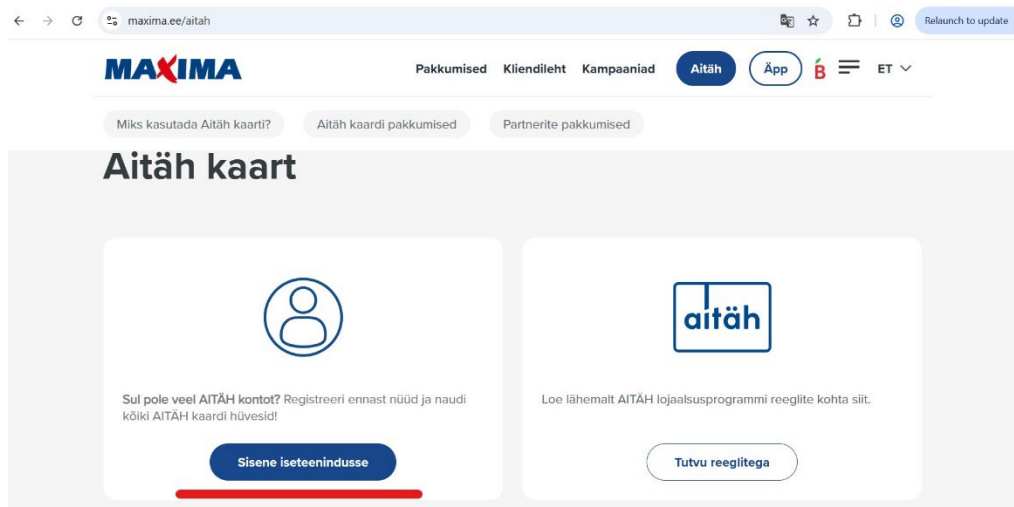 maxima.ee/aitah
Relaunch to update
MAXIMA
Pakkumised Kliendileht Kampaaniad Aitäh Äpp B ET
Miks kasutada Aitäh kaarti? Aitäh kaardi pakkumised Partnerite pakkumised
Aitäh kaart
aitäh
Sul pole veel AITÄH kontot? Registreeri ennast nüüd ja naudi
kõiki AITÄH kaardi hüvesid!
Loe lähemalt AITÄH lojaalsusprogrammi reeglite kohta siit.
Sisene iseteenindusse
Tutvu reeglitega